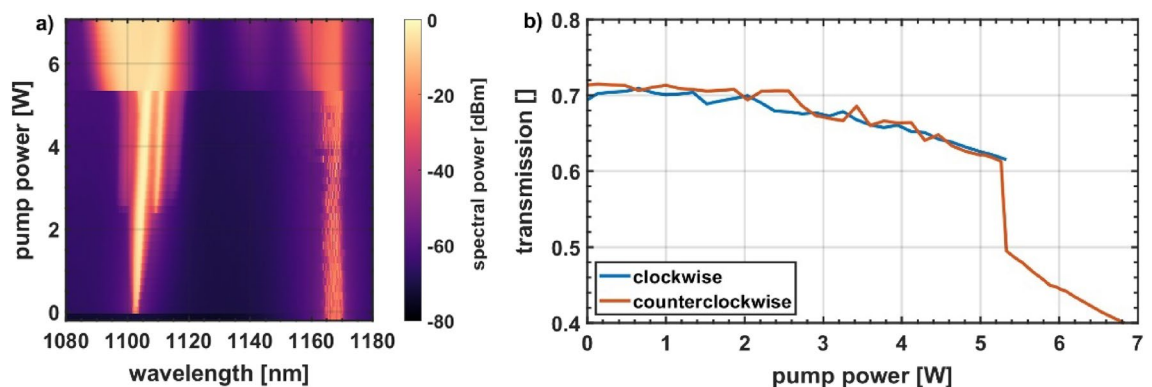 a)
pump power [W]
6
4
2
0
1080 1100 1120 1140 1160 1180
wavelength [nm]
0
-20
-40
-60
-80
spectral power [dBm]
b)
transmission []
0.8
0.7
0.6
0.5
0.4
clockwise
counterclockwise
0 1 2 3 4 5 6 7
pump power [W]